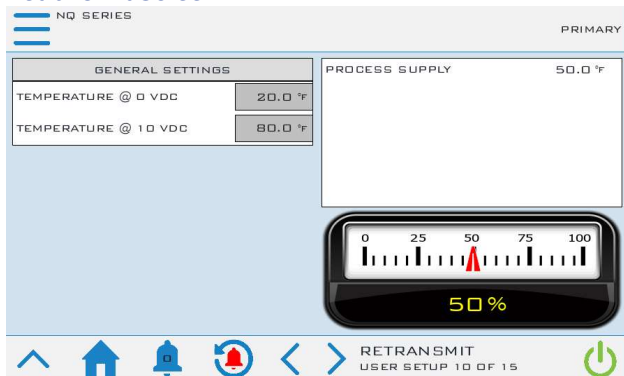 NQ SERIES
PRIMARY
GENERAL SETTINGS
TEMPERATURE @ 0 VDC 20.0 °F
TEMPERATURE @ 10 VDC 80.0 °F
PROCESS SUPPLY 50.0 °F
0 25 50 75 100
50%
0
RETRANSMIT
USER SETUP 10 OF 15